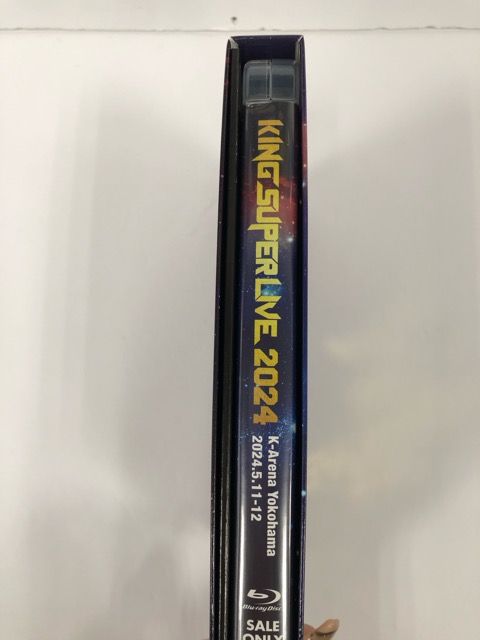 KING SUPER LIVE 2024
K-Arena Yokohama
2024.5.11-12
Blu-ray Disc
SALE
ONLY